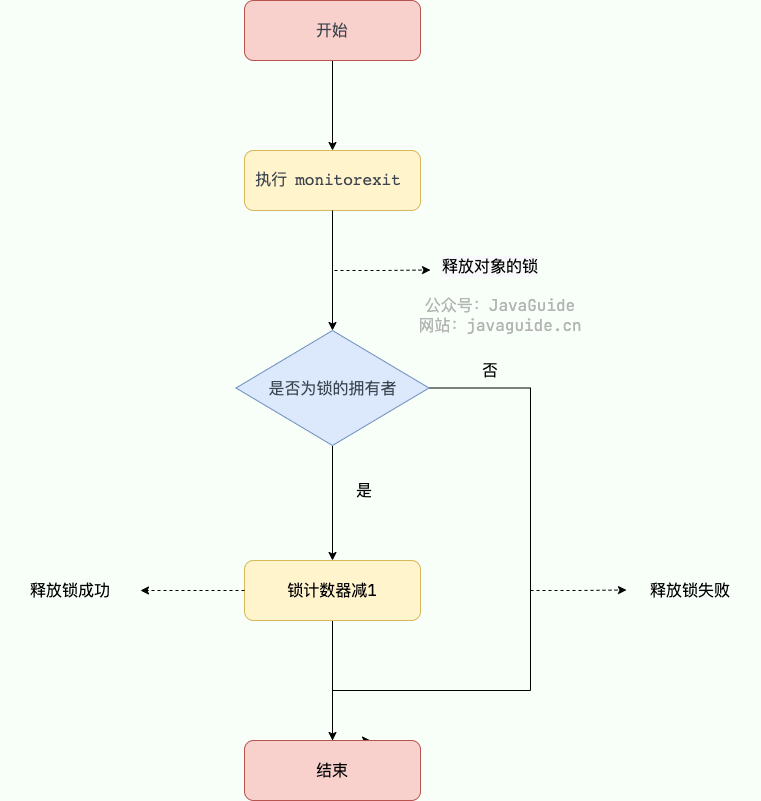 开始
执行 monitorexit
释放对象的锁
公众号：JavaGuide
网站：javaguide.cn
是否为锁的拥有者
否
是
释放锁成功
锁计数器减1
释放锁失败
结束